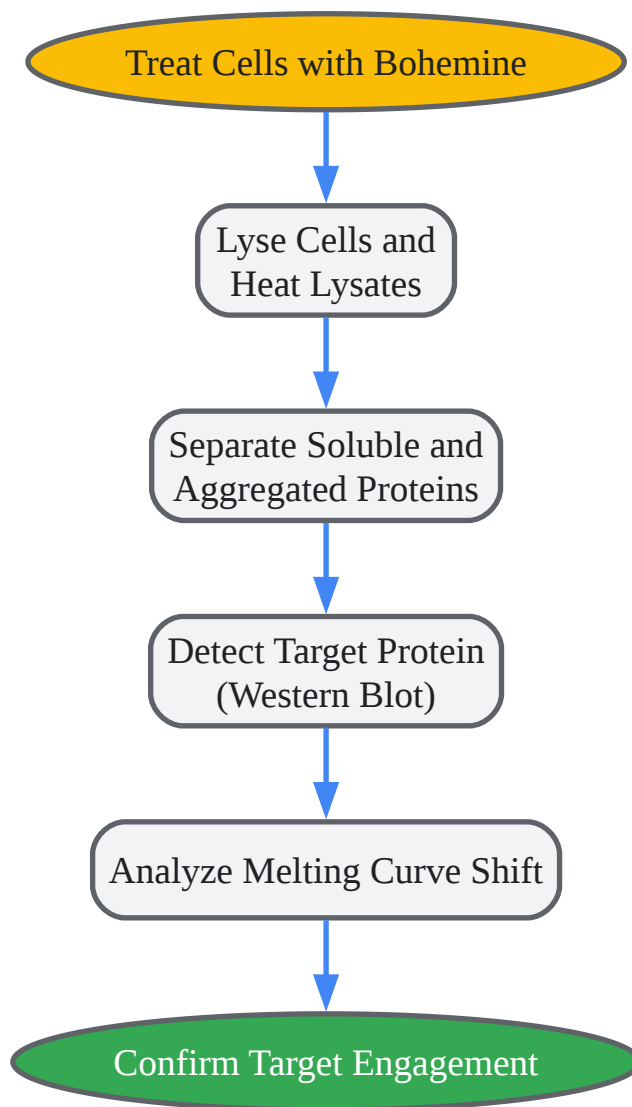 Treat Cells with Bohemine
Lyse Cells and
Heat Lysates
Separate Soluble and
Aggregated Proteins
Detect Target Protein
(Western Blot)
Analyze Melting Curve Shift
Confirm Target Engagement